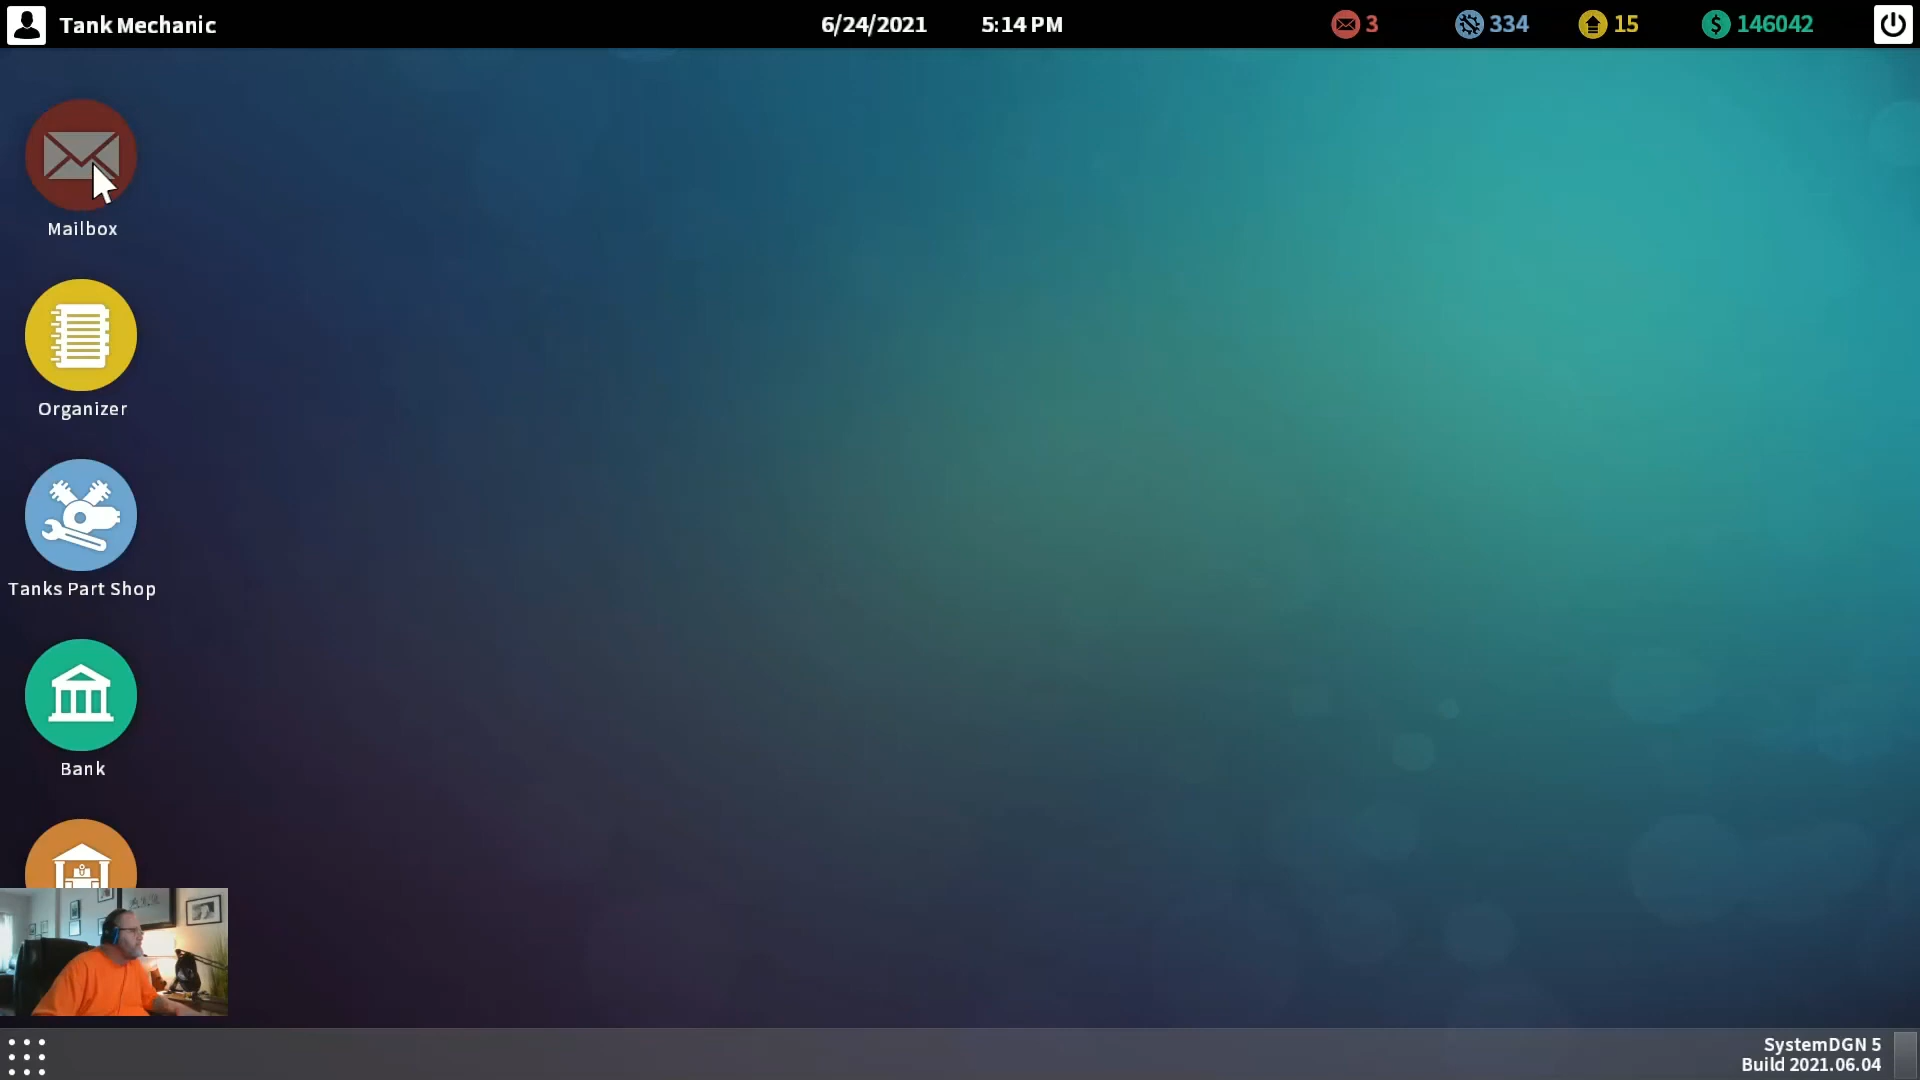 Tank Mechanic
6/24/2021 5:14 PM 3 334 15 146042
Mailbox
Organizer
Tanks Part Shop
Bank
SystemDGN 5
Build 2021.06.04